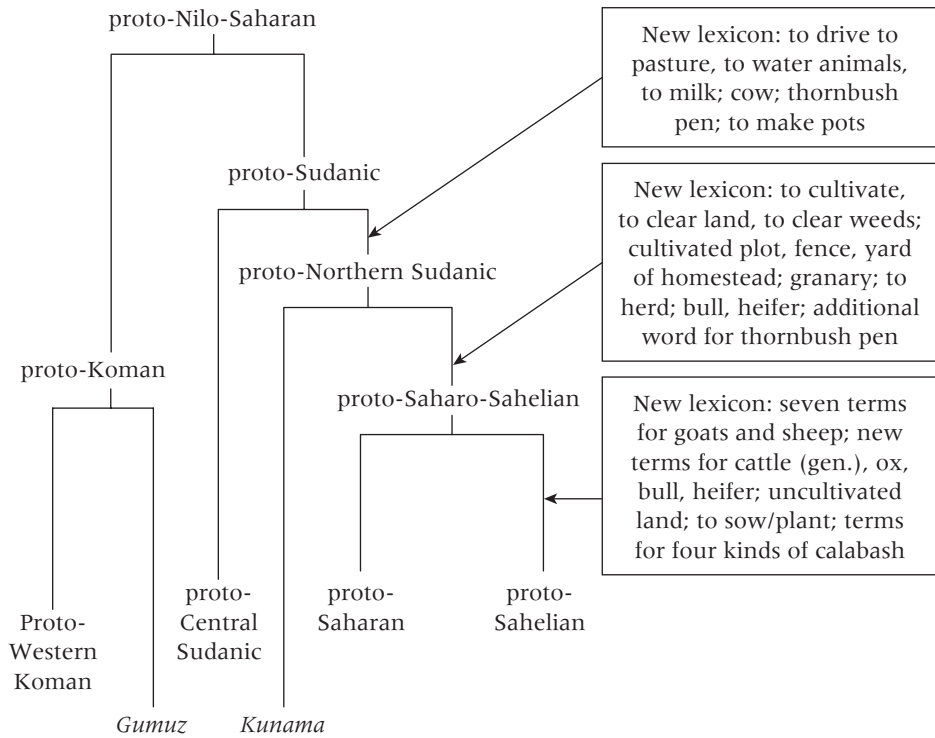 proto-Nilo-Saharan
New lexicon: to drive to
pasture, to water animals,
to milk; cow; thornbush
pen; to make pots
proto-Sudanic
New lexicon: to cultivate,
to clear land, to clear weeds;
cultivated plot, fence, yard
of homestead; granary; to
herd; bull, heifer; additional
word for thornbush pen
proto-Northern Sudanic
proto-Koman
proto-Saharo-Sahelian
New lexicon: seven terms
for goats and sheep; new
terms for cattle (gen.), ox,
bull, heifer; uncultivated
land; to sow/plant; terms
for four kinds of calabash
Proto-
Western
Koman
proto-
Central
Sudanic
proto-
Saharan
proto-
Sahelian
Gumuz
Kunama